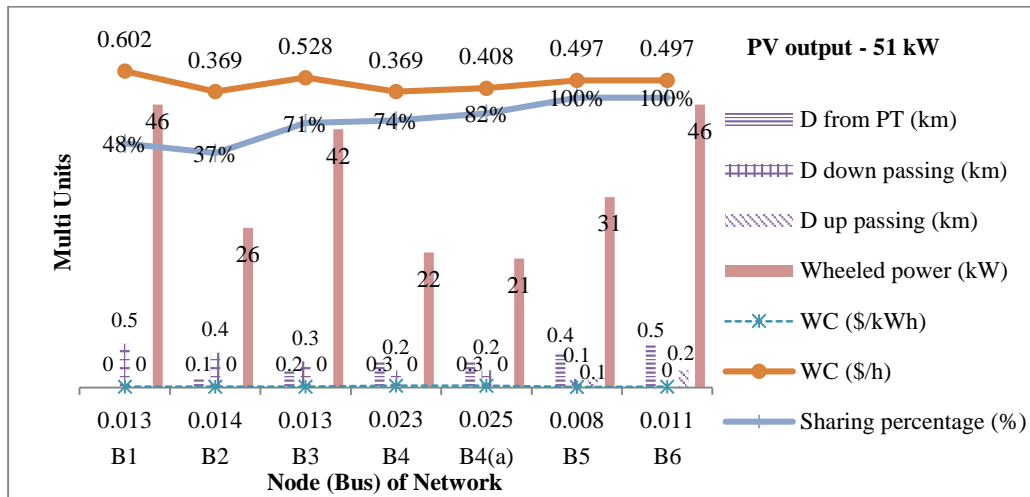 0.602 0.369 0.528 0.369 0.408 0.497 0.497
PV output - 51 kW
48% 37% 71% 74% 82% 100% 100%
46 26 42 22 21 31 46
0 0.5 0
0.1 0.4 0
0.2 0.3 0
0.3 0.2 0
0.3 0.2 0
0.4 0.1 0.1
0.5 0 0.2
0.013 0.014 0.013 0.023 0.025 0.008 0.011
B1 B2 B3 B4 B4(a) B5 B6
Node (Bus) of Network
Multi Units
D from PT (km)
D down passing (km)
D up passing (km)
Wheeled power (kW)
WC ($/kWh)
WC ($/h)
Sharing percentage (%)